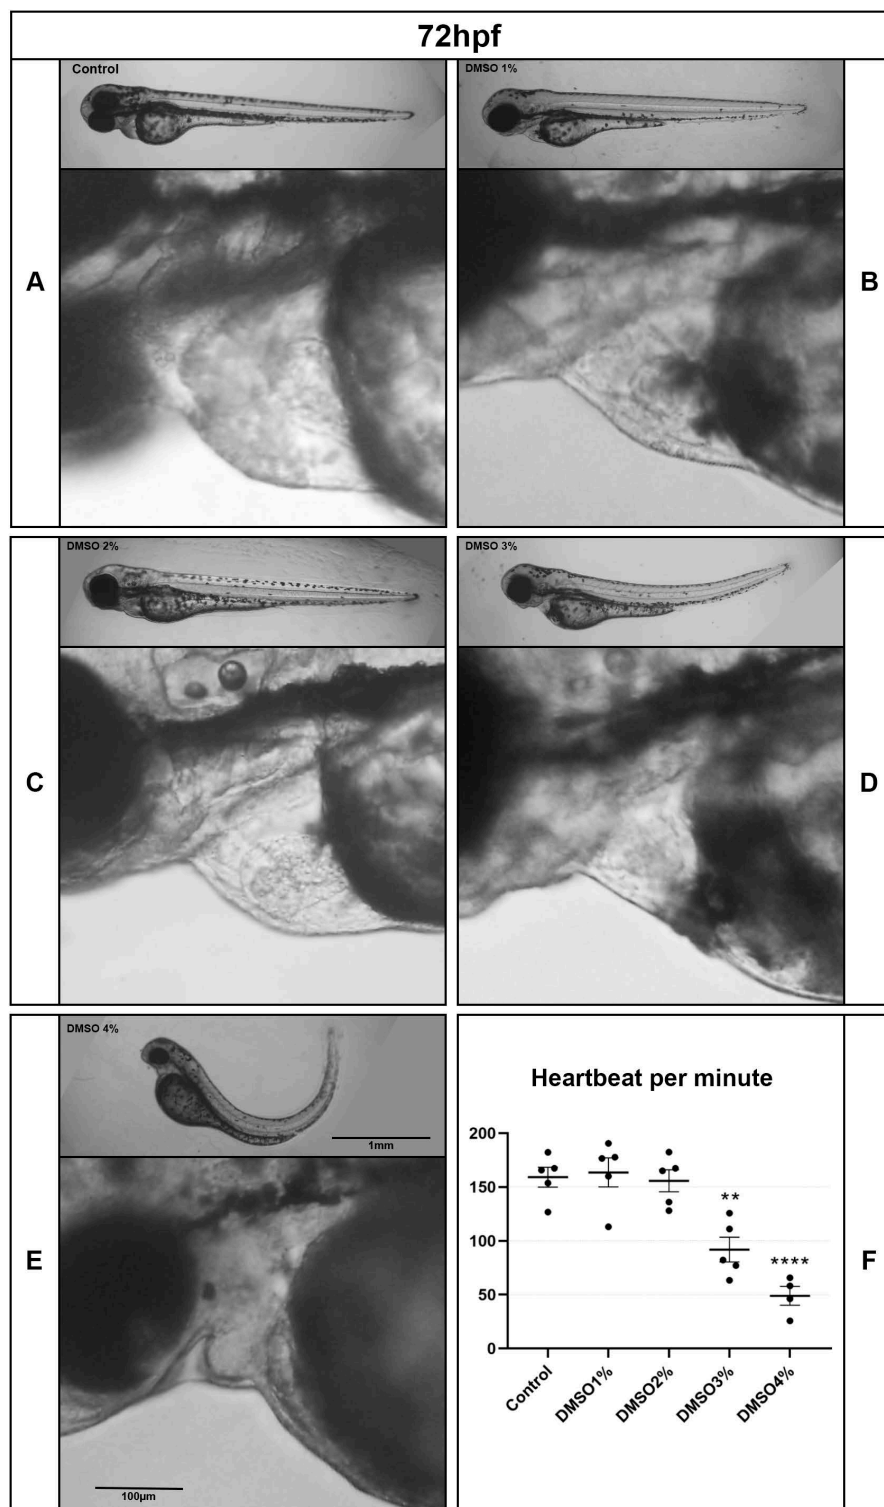 72hpf
Control
DMSO 1%
A
B
DMSO 2%
DMSO 3%
C
D
DMSO 4%
1mm
E
100µm
Heartbeat per minute
200
150
100
50
0
**
****
Control
DMSO1%
DMSO2%
DMSO3%
DMSO4%
F